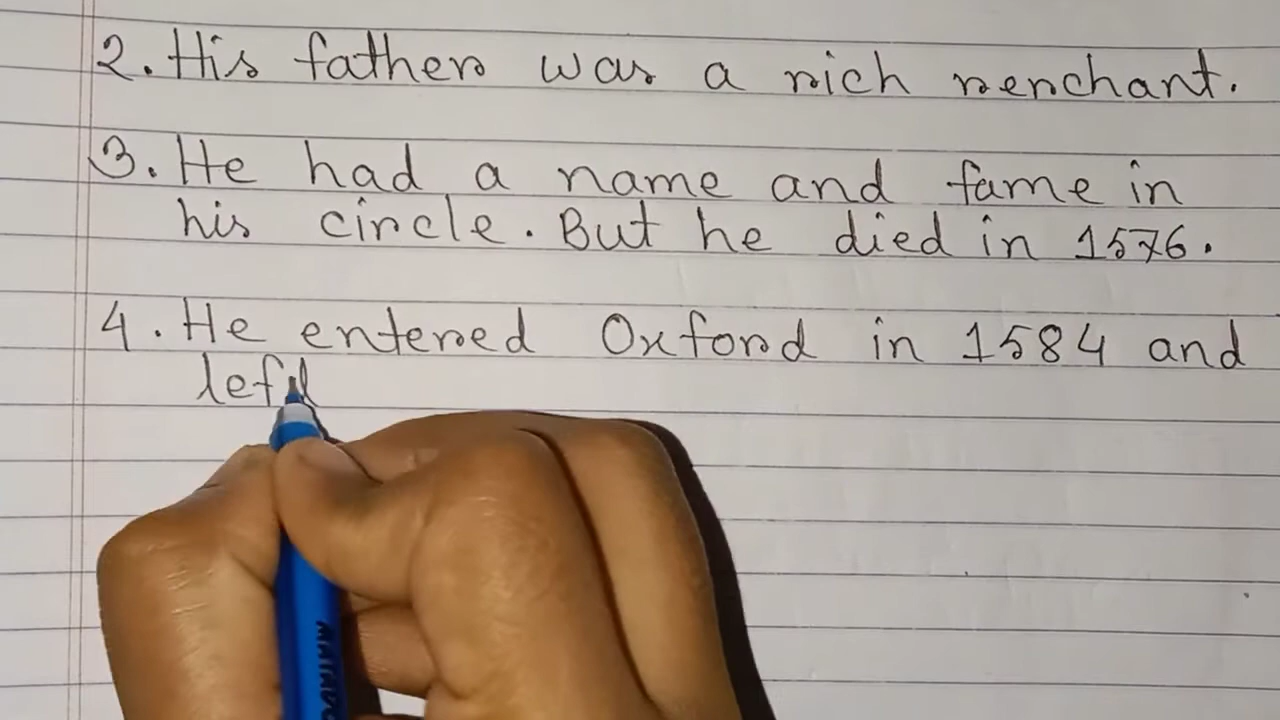 2. His father was a rich merchant.
3. He had a name and fame in
his circle. But he died in 1576.
4. He entered Oxford in 1584 and
left